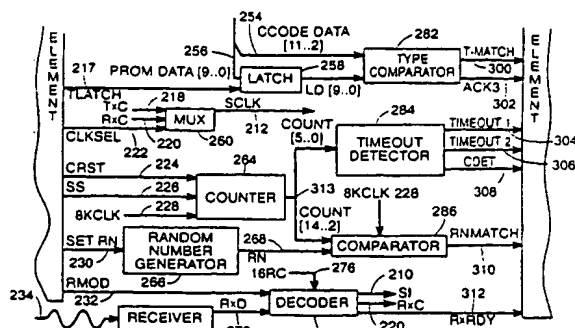 ELEMENT
254
CCODE DATA
[11..2]
282
256
TYPE
COMPARATOR
T-MATCH
300
ACK3
302
ELEMENT
217
PROM DATA [9..0]
LATCH
258
LD [9..0]
TLATCH
TxC
218
RxC
220
MUX
260
SCLK
212
CLKSEL
222
COUNT
[5..0]
284
TIMEOUT
DETECTOR
TIMEOUT 1
304
TIMEOUT 2
306
CDET
308
CRST
224
264
SS
226
COUNTER
313
8KCLK
228
8KCLK 228
COUNT
[14..2]
286
COMPARATOR
RNMATCH
310
SET RN
230
RANDOM
NUMBER
GENERATOR
266
268
RN
RMOD
232
16RC
276
DECODER
210
SI
RxC
220
312
RxRDY
234
RECEIVER
RxD